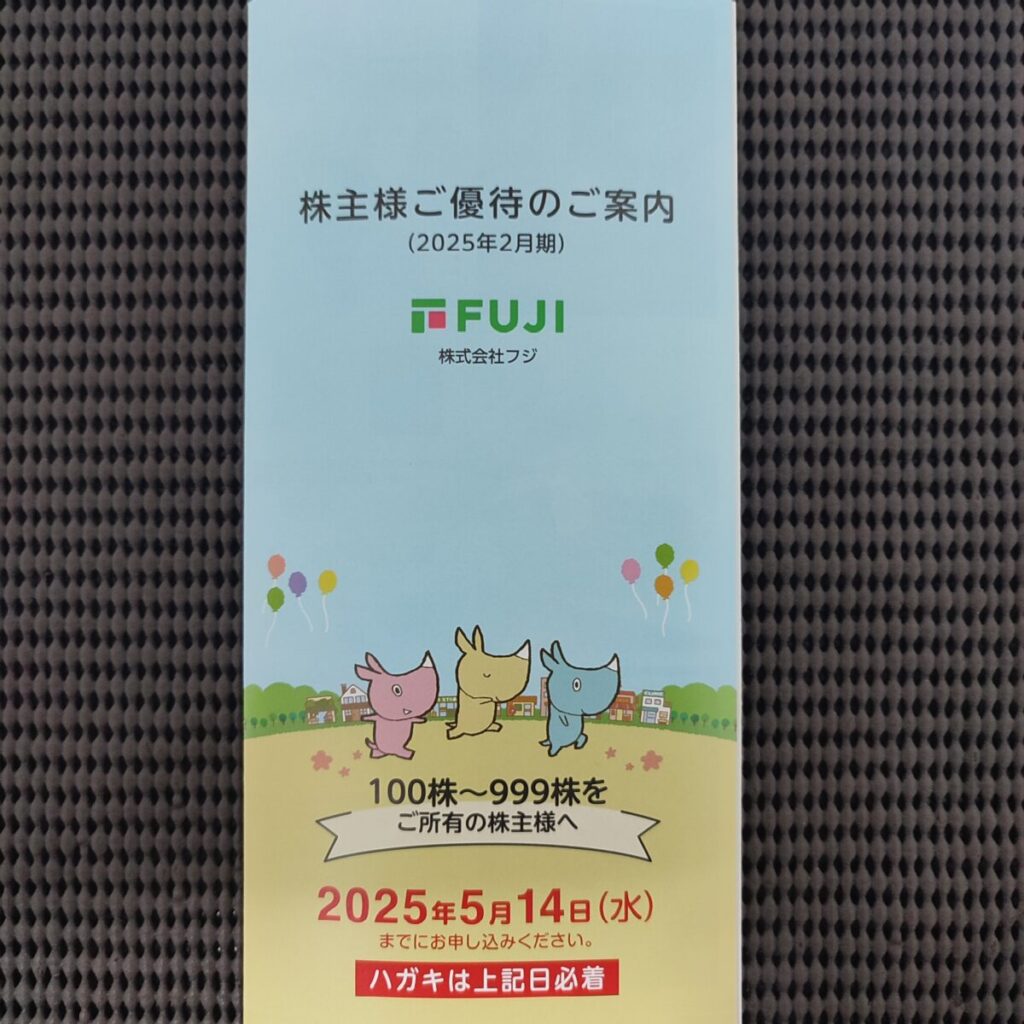 株主様ご優待のご案内
(2025年2月期)
FUJI
株式会社フジ
100株～999株を
ご所有の株主様へ
2025年5月14日(水)
までにお申し込みください。
ハガキは上記日必着